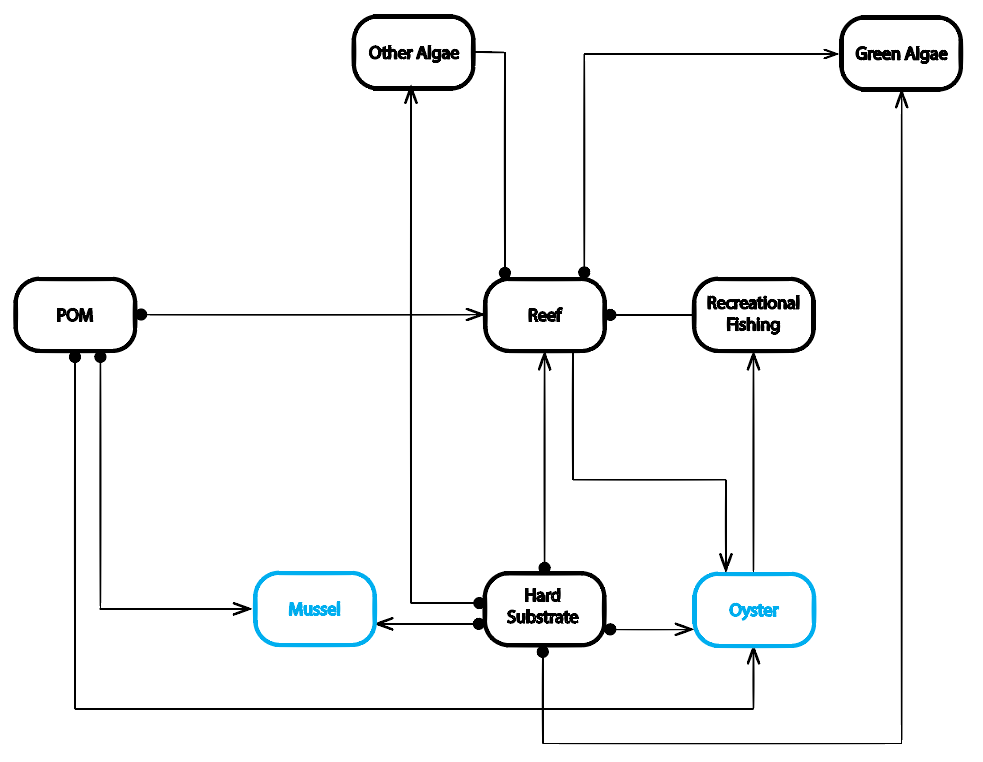 Other Algae
Green Algae
POM
Reef
Recreational
Fishing
Mussel
Hard
Substrate
Oyster